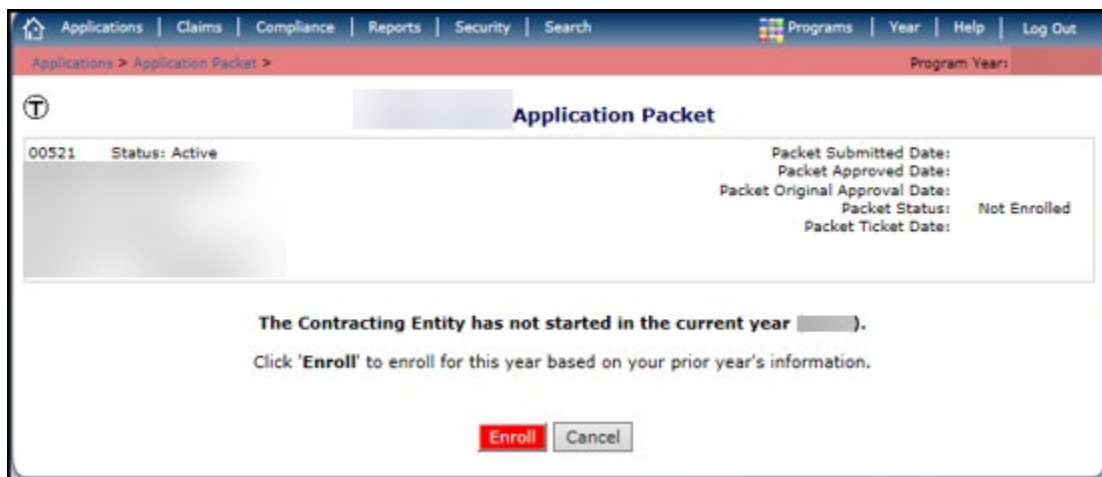 Applications | Claims | Compliance | Reports | Security | Search Programs | Year | Help | Log Out
Applications > Application Packet > Program Year:
T Application Packet
00521 Status: Active
Packet Submitted Date:
Packet Approved Date:
Packet Original Approval Date:
Packet Status: Not Enrolled
Packet Ticket Date:
The Contracting Entity has not started in the current year ).
Click 'Enroll' to enroll for this year based on your prior year's information.
Enroll Cancel